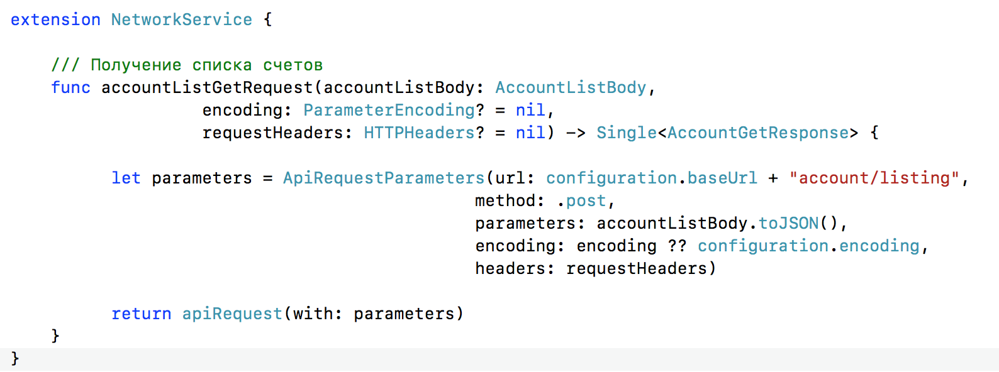 extension NetworkService {
/// Получение списка счетов
func accountListGetRequest(accountListBody: AccountListBody,
encoding: ParameterEncoding? = nil,
requestHeaders: HTTPHeaders? = nil) -> Single<AccountGetResponse> {
let parameters = ApiRequestParameters(url: configuration.baseUrl + "account/listing",
method: .post,
parameters: accountListBody.toJSON(),
encoding: encoding ?? configuration.encoding,
headers: requestHeaders)
return apiRequest(with: parameters)
}
}